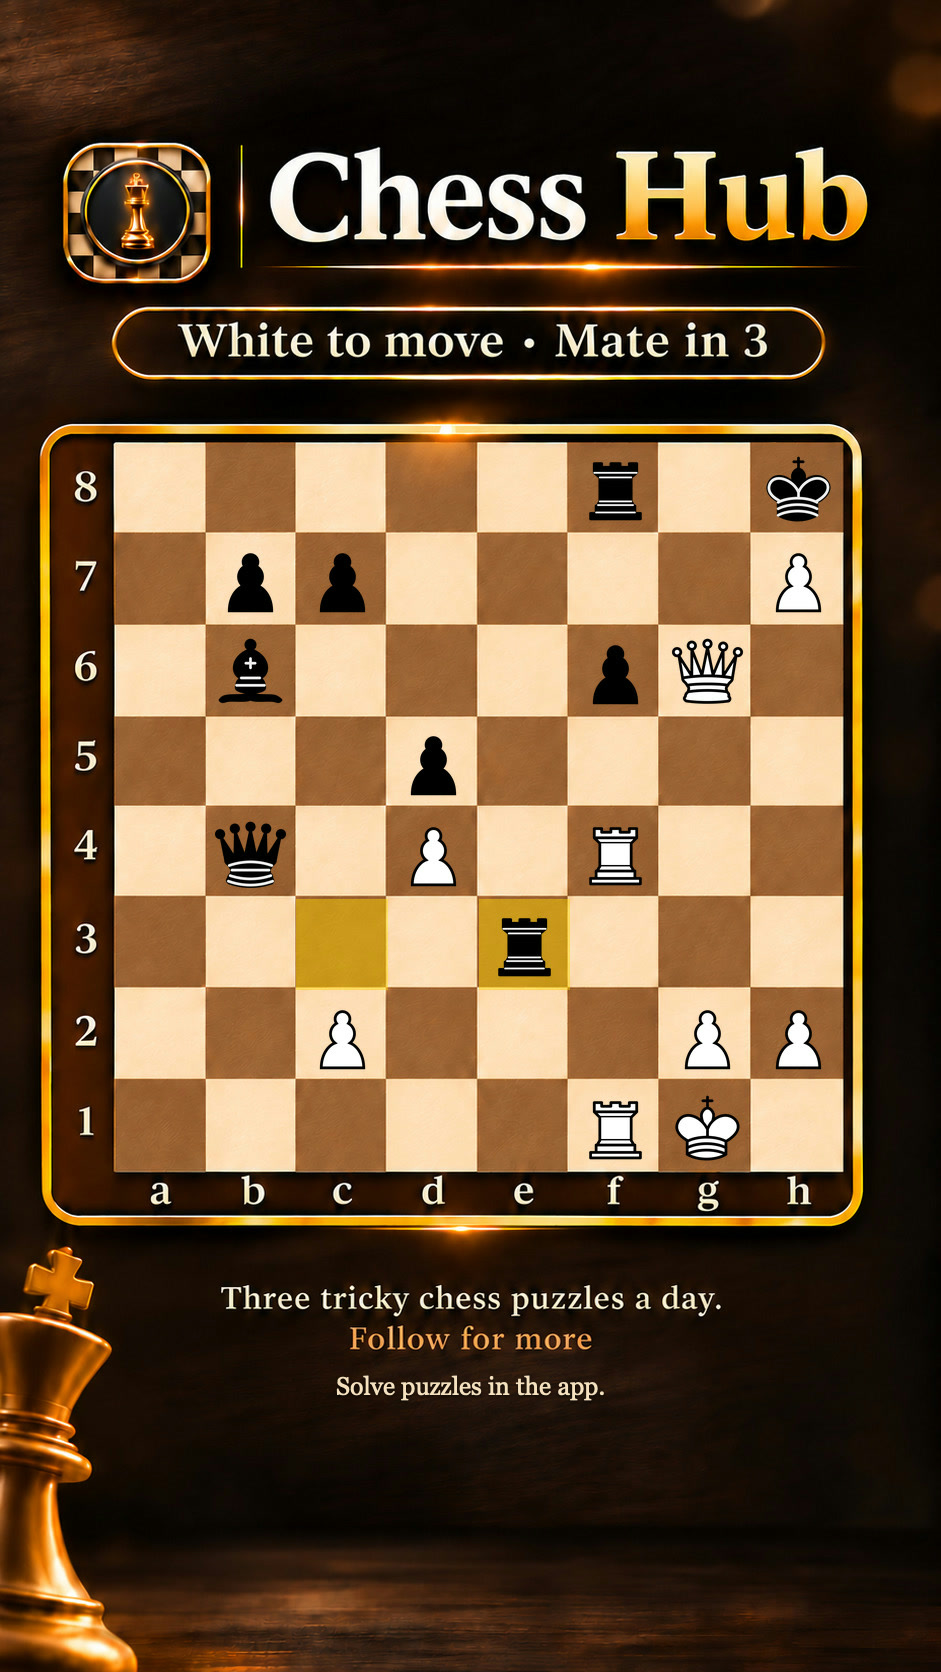 Chess Hub
White to move • Mate in 3
8
7
6
5
4
3
2
1
a b c d e f g h
Three tricky chess puzzles a day.
Follow for more
Solve puzzles in the app.